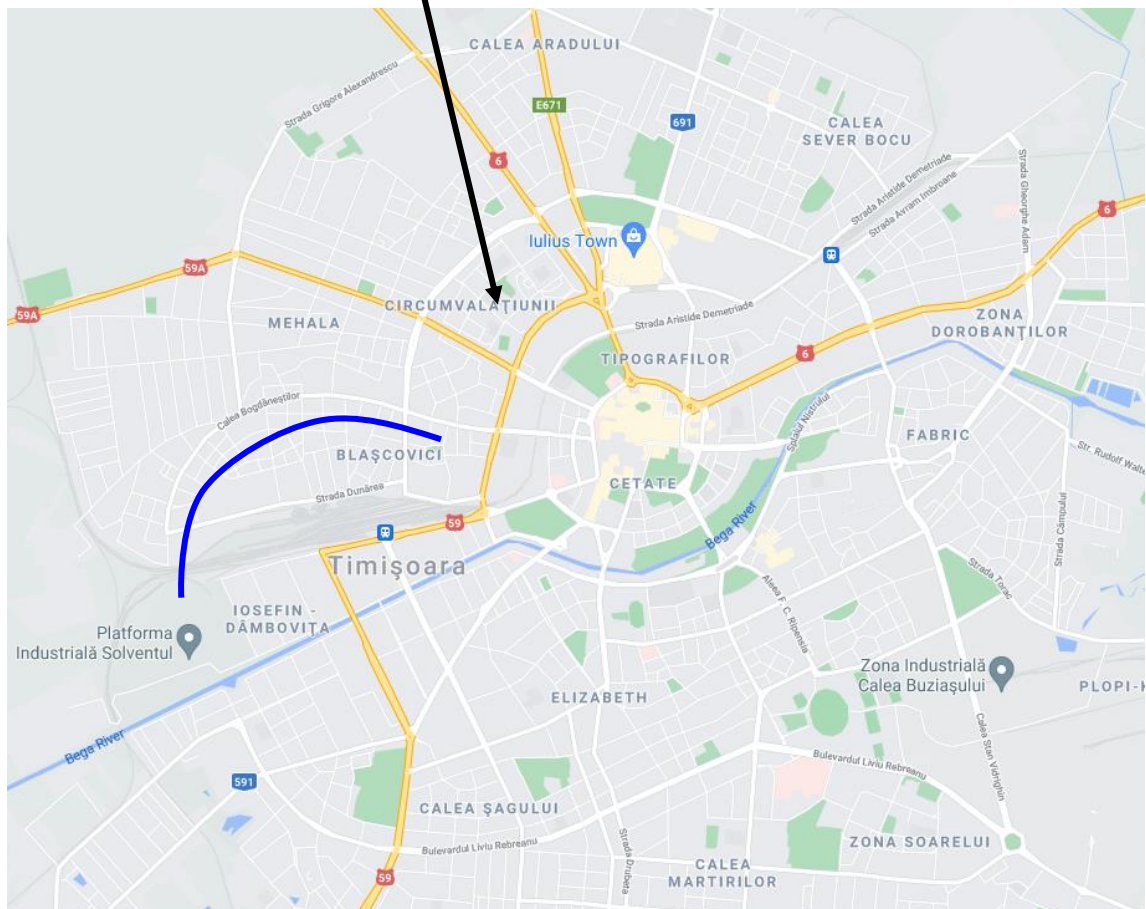 CALEA ARADULUI
Strada Grigore Alexandrescu
E671
691
CALEA
SEVER BOCU
6
Strada Aristide Demetriade
Strada Avram Imbroane
Strada Gheorghe Adam
6
Iulius Town
59A
59A
CIRCUMVALAȚIUNII
MEHALA
Strada Aristide Demetriade
ZONA
DOROBANȚILOR
TIPOGRAFILOR
6
Calea Bogdăneștilor
Splaiul Nistrului
FABRIC
BLAȘCOVICI
Str. Rudolf Walte
CETATE
Strada Dunărea
59
Bega River
Strada Câmpului
Timișoara
Strada Torac
Aleea F. C. Ripensia
IOSEFIN -
DÂMBOVIȚA
Platforma
Industrială Solventul
Zona Industrială
Calea Buziașului
PLOPI-K
ELIZABETH
Bega River
Calea Stan Vidrighin
Bulevardul Liviu Rebreanu
591
CALEA ȘAGULUI
Bulevardul Liviu Rebreanu
ZONA SOARELUI
Strada Drubeta
CALEA
MARTIRILOR
59